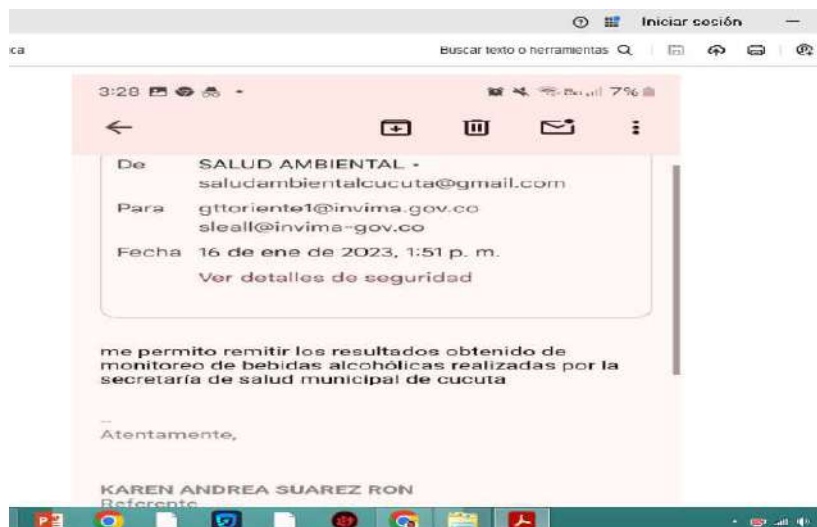 Iniciar sesión
ca
Buscar texto o herramientas
3:28
7%
De SALUD AMBIENTAL
saludambientalcucuta@gmail.com
Para gttoriente1@invima.gov.co
sleall@invima-gov.co
Fecha 16 de ene de 2023, 1:51 p. m.
Ver detalles de seguridad
me permito remitir los resultados obtenido de
monitoreo de bebidas alcohólicas realizadas por la
secretaría de salud municipal de cucuta
--
Atentamente,
KAREN ANDREA SUAREZ RON
Referente